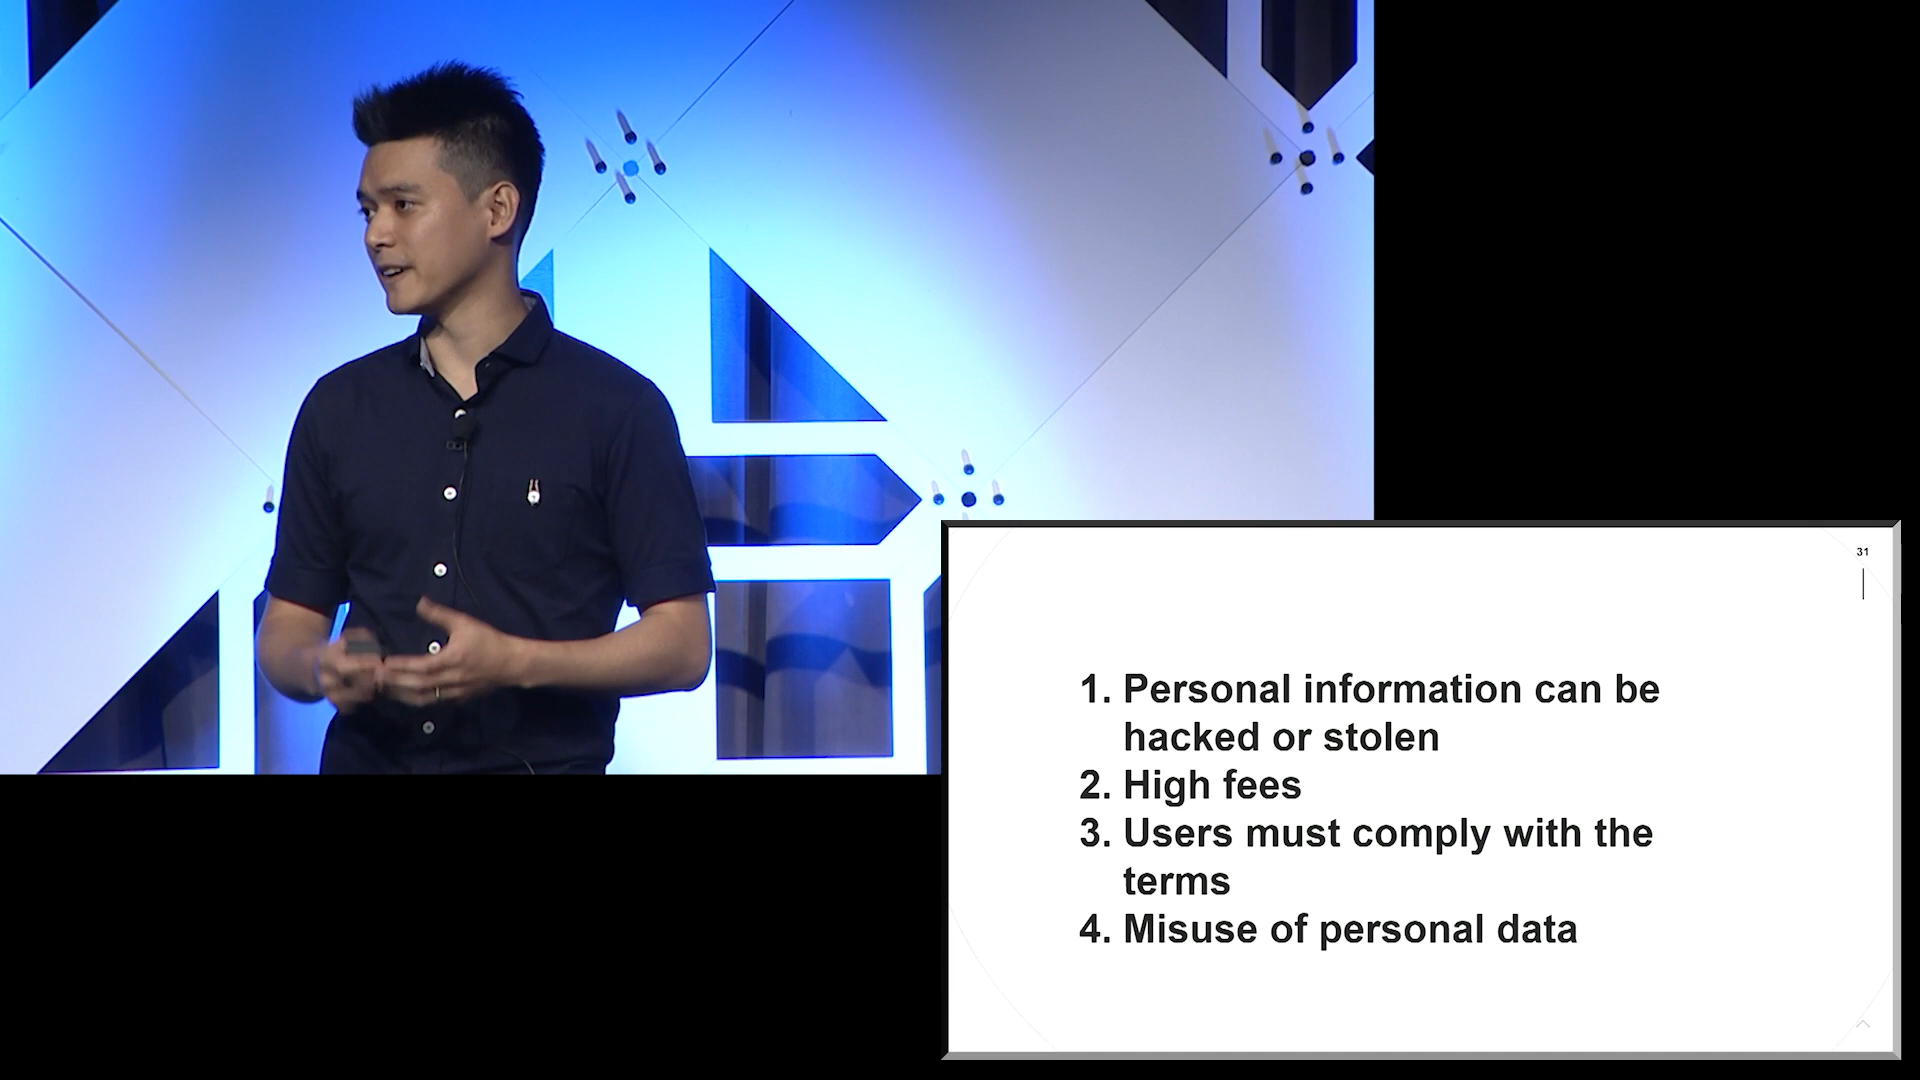 31
1. Personal information can be
hacked or stolen
2. High fees
3. Users must comply with the
terms
4. Misuse of personal data